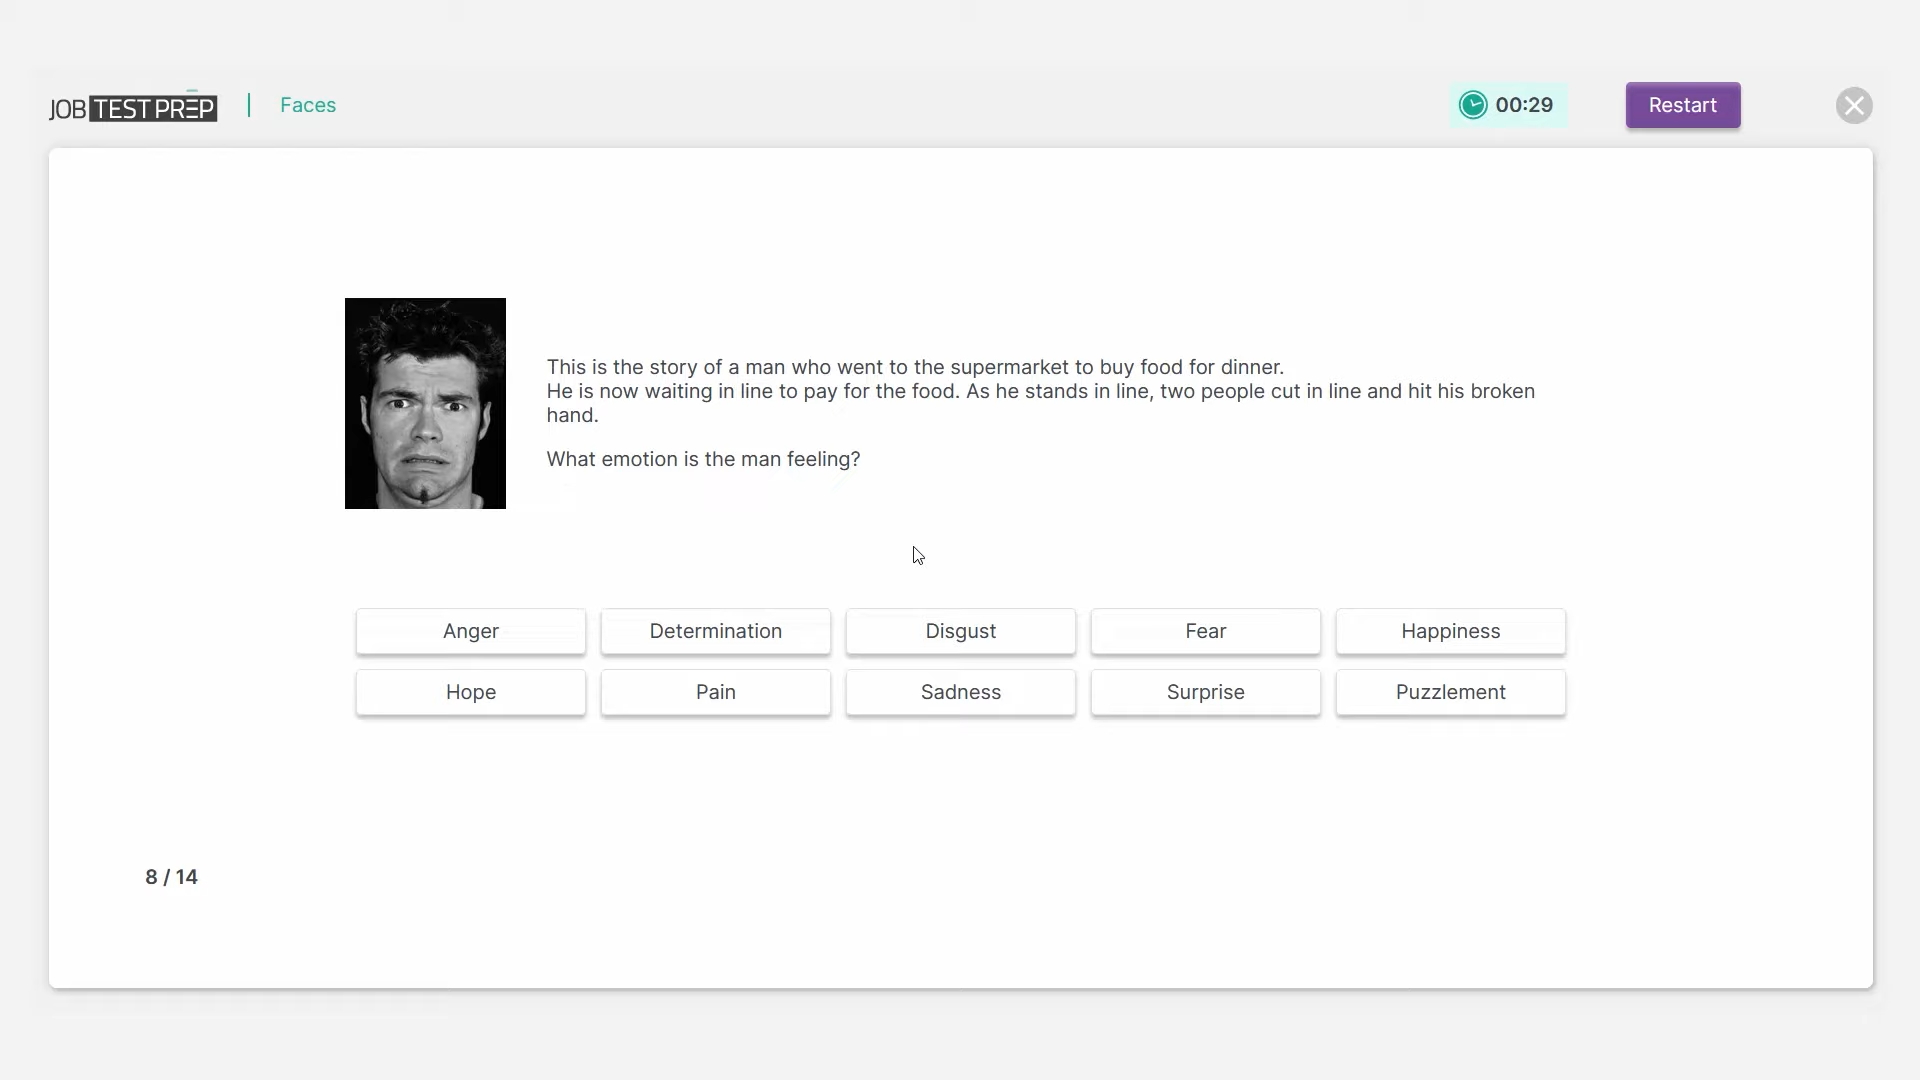 JOB TEST PREP
Faces
00:29
Restart
This is the story of a man who went to the supermarket to buy food for dinner.
He is now waiting in line to pay for the food. As he stands in line, two people cut in line and hit his broken
hand.
What emotion is the man feeling?
Anger
Determination
Disgust
Fear
Happiness
Hope
Pain
Sadness
Surprise
Puzzlement
8 / 14